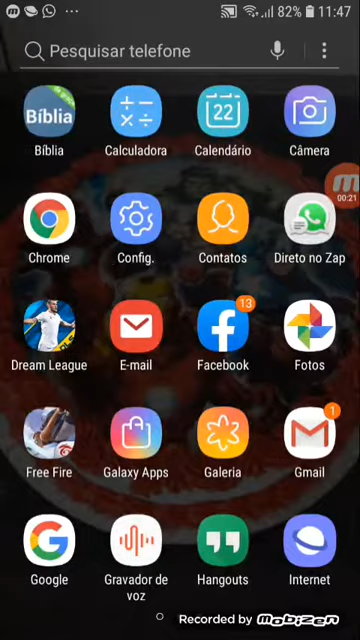 82% 11:47
Pesquisar telefone
Bíblia
22
Bíblia Calculadora Calendário Câmera
00:21
Chrome Config. Contatos Direto no Zap
13
Dream League E-mail Facebook Fotos
1
Free Fire Galaxy Apps Galeria Gmail
Google Gravador de voz Hangouts Internet
Recorded by MOBIZEN